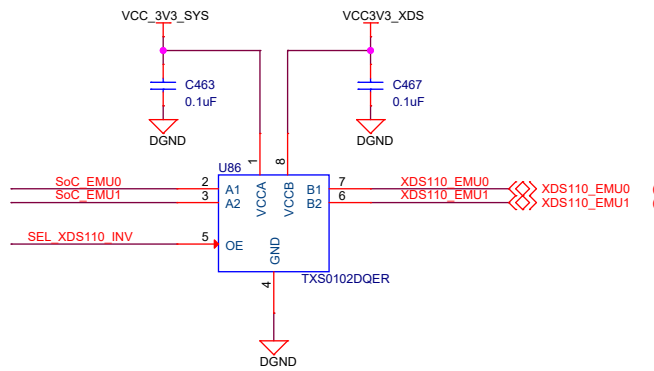 VCC_3V3_SYS VCC3V3_XDS
C463 C467
0.1uF 0.1uF
DGND DGND
U86
1 8
VCCA VCCB
SoC_EMU0 2 A1 B1 7 XDS110_EMU0 XDS110_EMU0
SoC_EMU1 3 A2 B2 6 XDS110_EMU1 XDS110_EMU1
SEL_XDS110_INV 5 OE
GND
4
TXS0102DQER
DGND